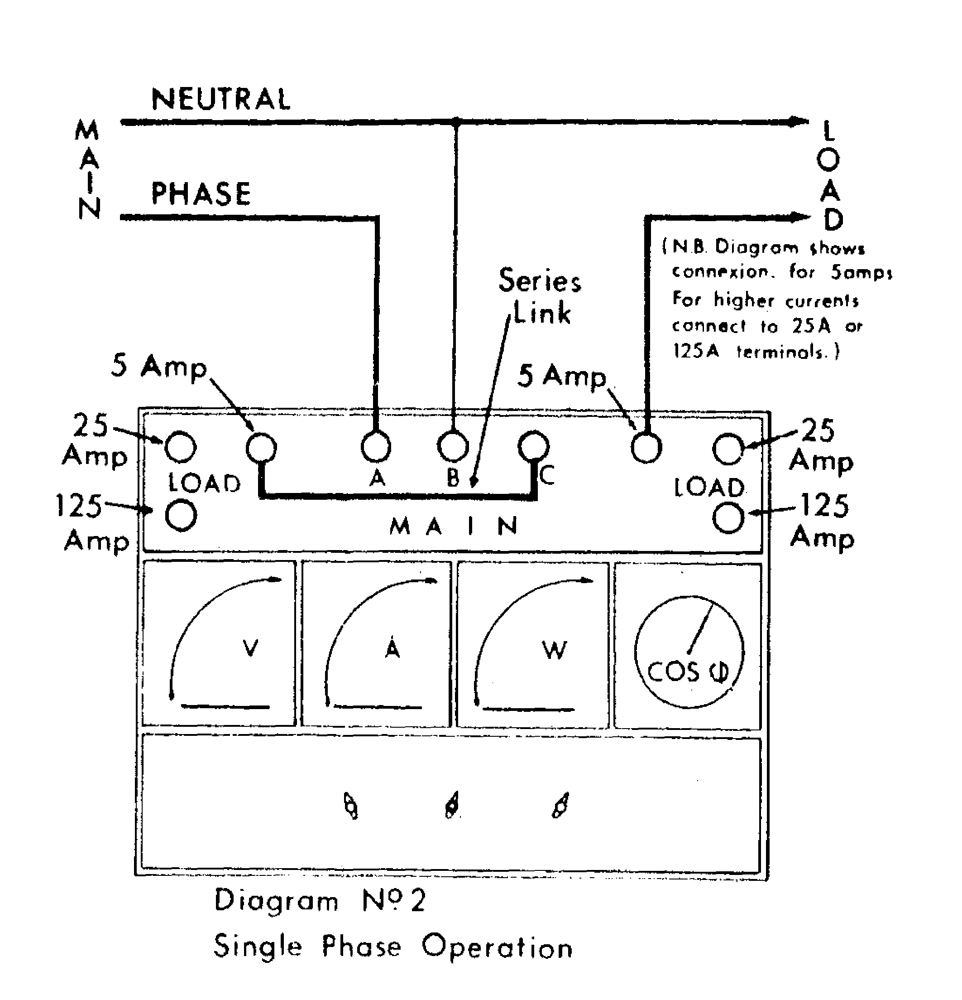 NEUTRAL
MAIN
LOAD
PHASE
(N.B. Diagram shows
connexion. for 5amps
For higher currents
connect to 25A or
125A terminals.)
Series
Link
5 Amp
5 Amp
25
Amp
25
Amp
A
B
C
LOAD
LOAD
125
Amp
125
Amp
MAIN
V
A
W
COS φ
Diagram Nº 2
Single Phase Operation